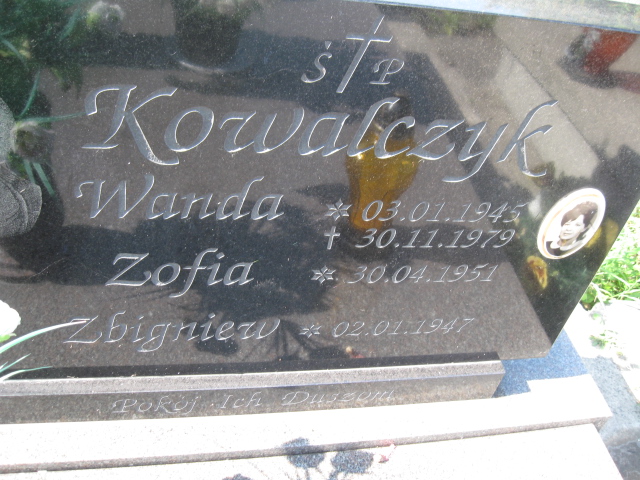 Ś P
Kowalczyk
Wanda * 03.01.1945
† 30.11.1979
Zofia * 30.04.1951
Zbigniew * 02.01.1947
Pokój Ich Duszom